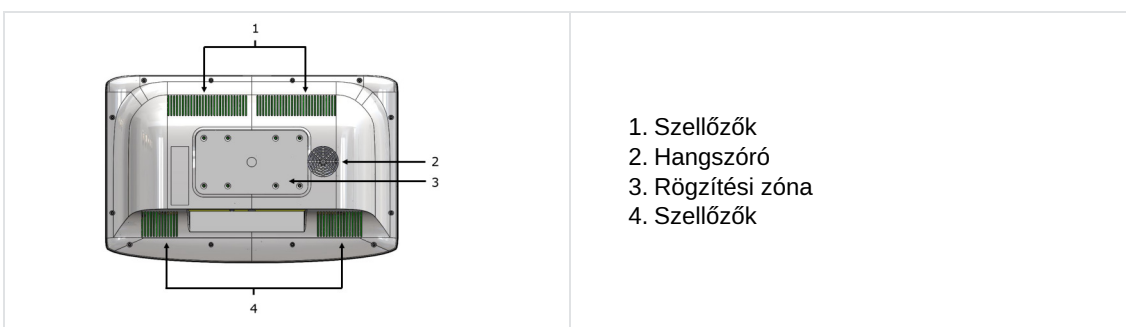 1
2
3
4
1. Szellőzők
2. Hangszóró
3. Rögzítési zóna
4. Szellőzők